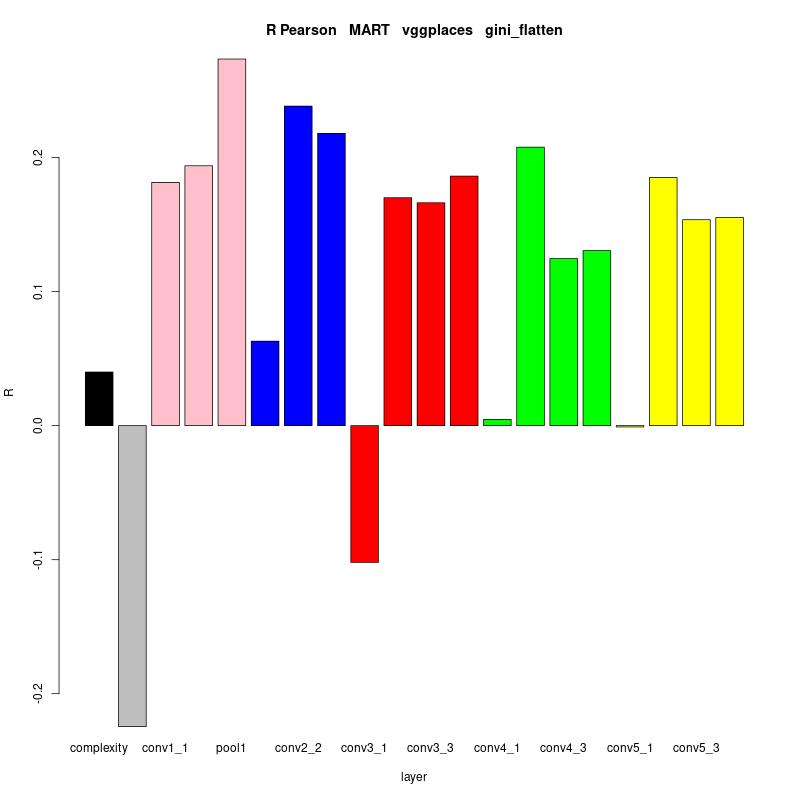 R Pearson MART vggplaces gini_flatten
R
0.2
0.1
0.0
-0.1
-0.2
complexity conv1_1 pool1 conv2_2 conv3_1 conv3_3 conv4_1 conv4_3 conv5_1 conv5_3
layer